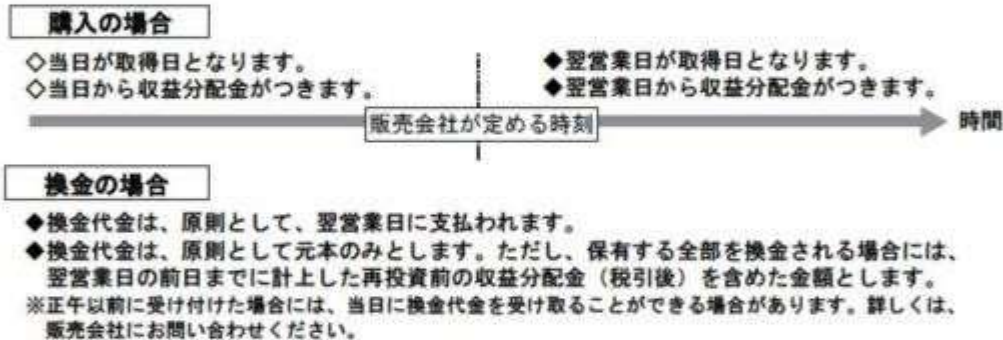 購入の場合
◇当日が取得日となります。
◇当日から収益分配金がつきます。
◆翌営業日が取得日となります。
◆翌営業日から収益分配金がつきます。
販売会社が定める時刻
時間
換金の場合
◆換金代金は、原則として、翌営業日に支払われます。
◆換金代金は、原則として元本のみとします。ただし、保有する全部を換金される場合には、
翌営業日の前日までに計上した再投資前の収益分配金（税引後）を含めた金額とします。
※正午以前に受け付けた場合には、当日に換金代金を受け取ることができる場合があります。詳しくは、
販売会社にお問い合わせください。